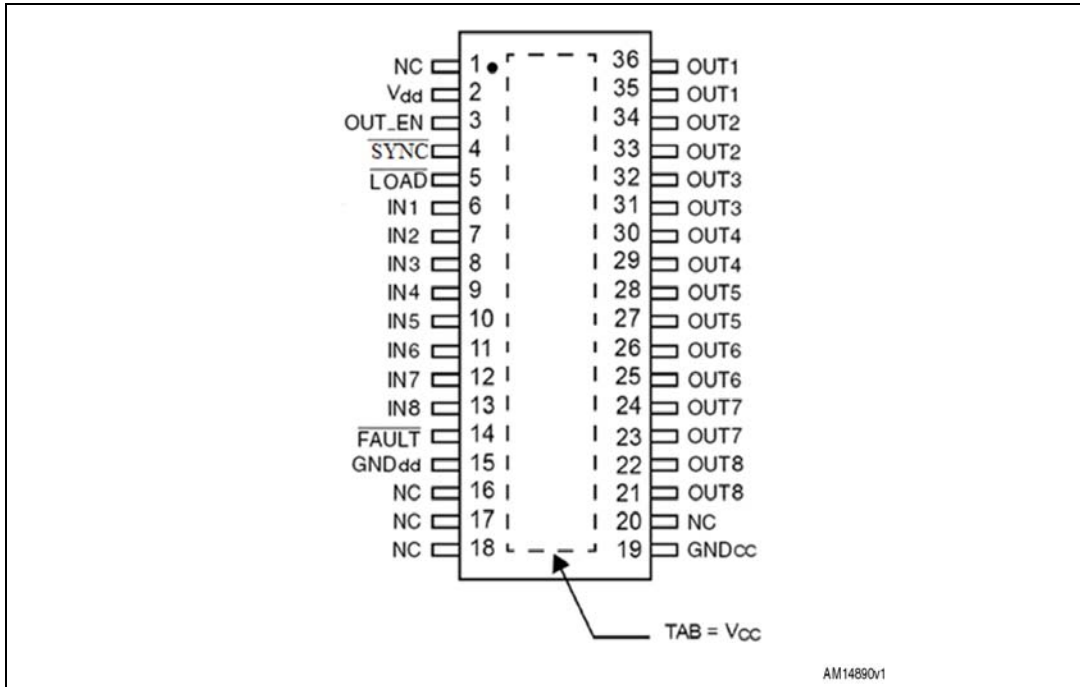 NC 1 36 OUT1
Vdd 2 35 OUT1
OUT_EN 3 34 OUT2
SYNC 4 33 OUT2
LOAD 5 32 OUT3
IN1 6 31 OUT3
IN2 7 30 OUT4
IN3 8 29 OUT4
IN4 9 28 OUT5
IN5 10 27 OUT5
IN6 11 26 OUT6
IN7 12 25 OUT6
IN8 13 24 OUT7
FAULT 14 23 OUT7
GNDdd 15 22 OUT8
NC 16 21 OUT8
NC 17 20 NC
NC 18 19 GNDcc
TAB = Vcc
AM14890v1